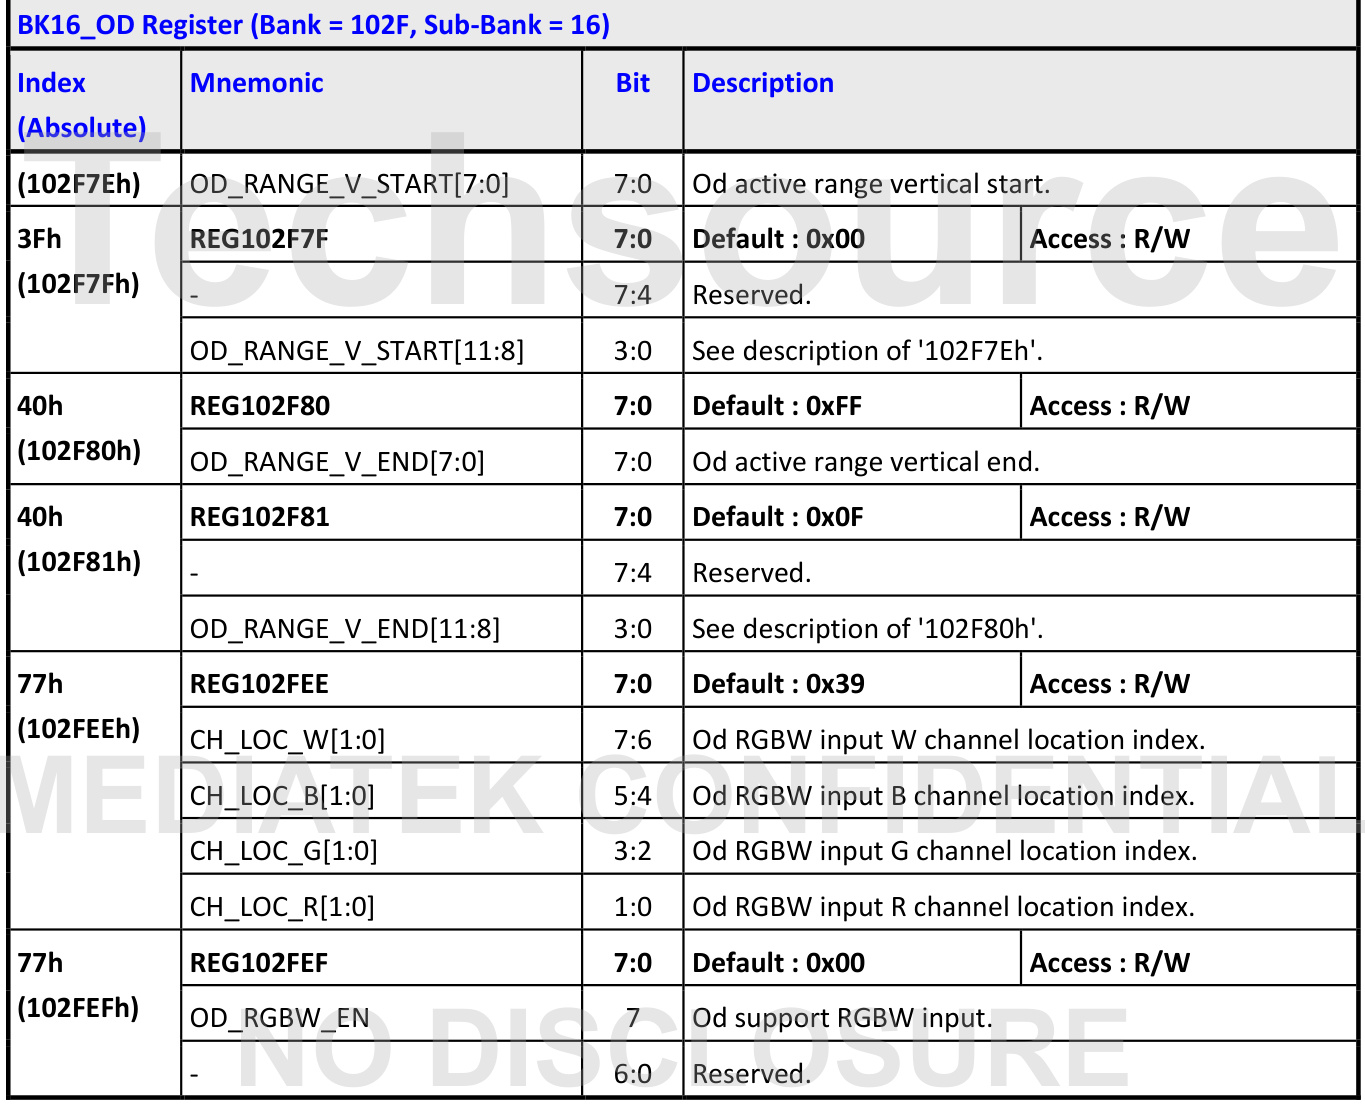 BK16_OD Register (Bank = 102F, Sub-Bank = 16)
Index (Absolute) Mnemonic Bit Description
(102F7Eh) OD_RANGE_V_START[7:0] 7:0 Od active range vertical start.
3Fh (102F7Fh) REG102F7F 7:0 Default : 0x00 Access : R/W
- 7:4 Reserved.
OD_RANGE_V_START[11:8] 3:0 See description of '102F7Eh'.
40h (102F80h) REG102F80 7:0 Default : 0xFF Access : R/W
OD_RANGE_V_END[7:0] 7:0 Od active range vertical end.
40h (102F81h) REG102F81 7:0 Default : 0x0F Access : R/W
- 7:4 Reserved.
OD_RANGE_V_END[11:8] 3:0 See description of '102F80h'.
77h (102FEEh) REG102FEE 7:0 Default : 0x39 Access : R/W
CH_LOC_W[1:0] 7:6 Od RGBW input W channel location index.
CH_LOC_B[1:0] 5:4 Od RGBW input B channel location index.
CH_LOC_G[1:0] 3:2 Od RGBW input G channel location index.
CH_LOC_R[1:0] 1:0 Od RGBW input R channel location index.
77h (102FEFh) REG102FEF 7:0 Default : 0x00 Access : R/W
OD_RGBW_EN 7 Od support RGBW input.
- 6:0 Reserved.
Techsource
MEDIATEK CONFIDENTIAL
NO DISCLOSURE